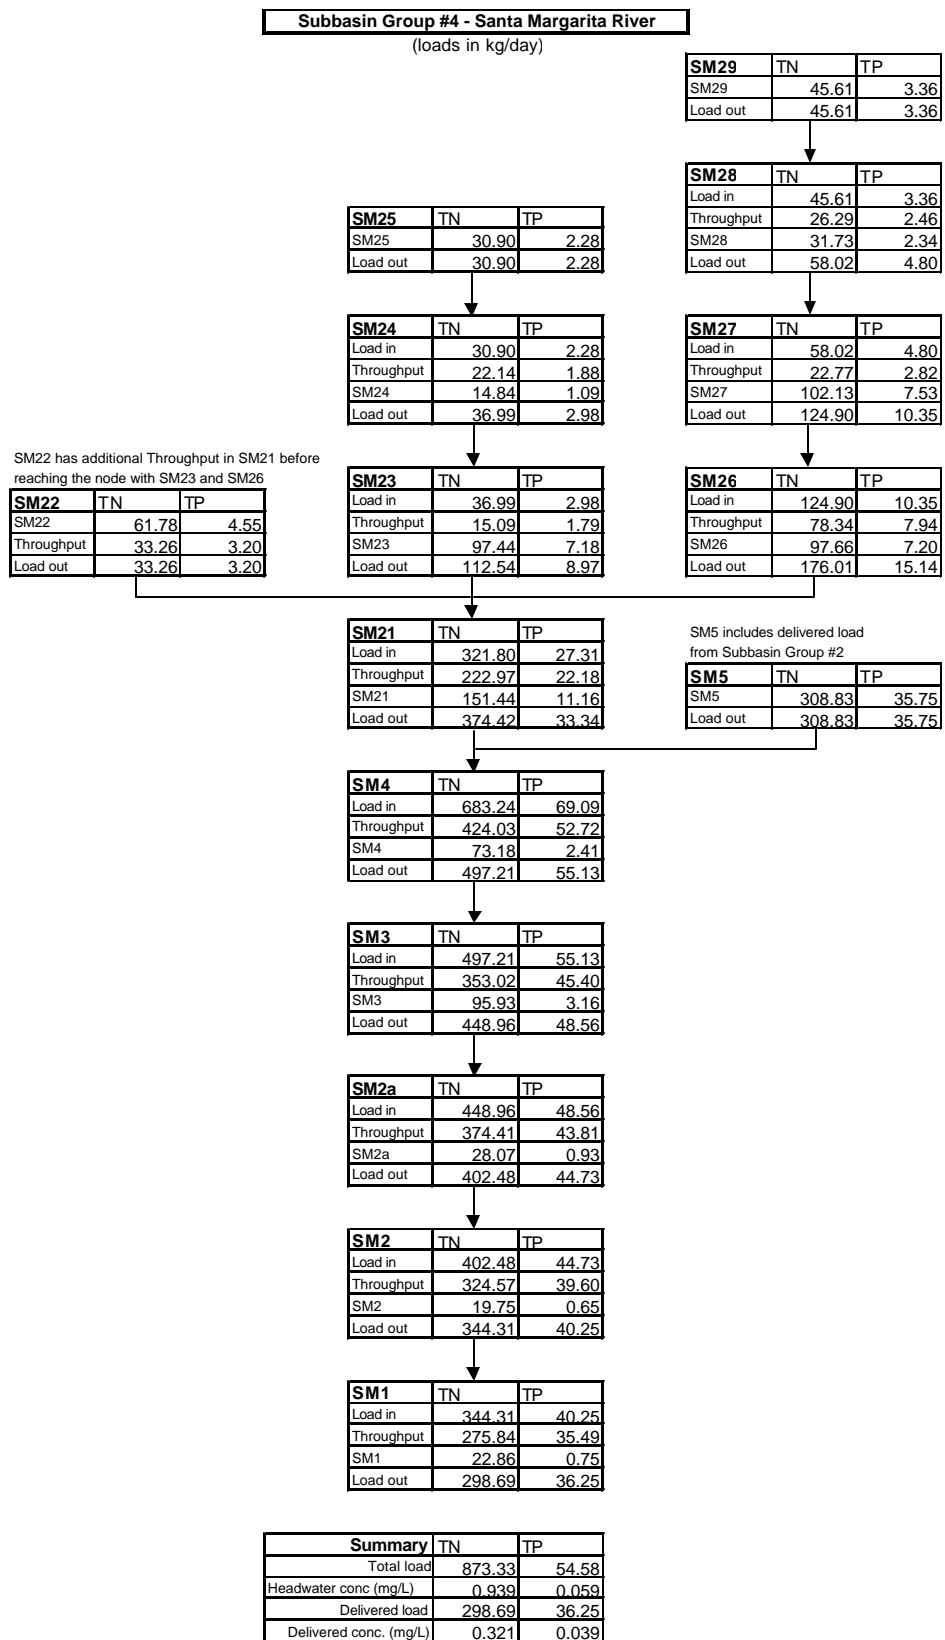 Subbasin Group #4 - Santa Margarita River
(loads in kg/day)
SM29 TN TP
SM29 45.61 3.36
Load out 45.61 3.36
SM28 TN TP
Load in 45.61 3.36
Throughput 26.29 2.46
SM28 31.73 2.34
Load out 58.02 4.80
SM25 TN TP
SM25 30.90 2.28
Load out 30.90 2.28
SM24 TN TP
Load in 30.90 2.28
Throughput 22.14 1.88
SM24 14.84 1.09
Load out 36.99 2.98
SM27 TN TP
Load in 58.02 4.80
Throughput 22.77 2.82
SM27 102.13 7.53
Load out 124.90 10.35
SM22 has additional Throughput in SM21 before
reaching the node with SM23 and SM26
SM22 TN TP
SM22 61.78 4.55
Throughput 33.26 3.20
Load out 33.26 3.20
SM23 TN TP
Load in 36.99 2.98
Throughput 15.09 1.79
SM23 97.44 7.18
Load out 112.54 8.97
SM26 TN TP
Load in 124.90 10.35
Throughput 78.34 7.94
SM26 97.66 7.20
Load out 176.01 15.14
SM21 TN TP
Load in 321.80 27.31
Throughput 222.97 22.18
SM21 151.44 11.16
Load out 374.42 33.34
SM5 includes delivered load
from Subbasin Group #2
SM5 TN TP
SM5 308.83 35.75
Load out 308.83 35.75
SM4 TN TP
Load in 683.24 69.09
Throughput 424.03 52.72
SM4 73.18 2.41
Load out 497.21 55.13
SM3 TN TP
Load in 497.21 55.13
Throughput 353.02 45.40
SM3 95.93 3.16
Load out 448.96 48.56
SM2a TN TP
Load in 448.96 48.56
Throughput 374.41 43.81
SM2a 28.07 0.93
Load out 402.48 44.73
SM2 TN TP
Load in 402.48 44.73
Throughput 324.57 39.60
SM2 19.75 0.65
Load out 344.31 40.25
SM1 TN TP
Load in 344.31 40.25
Throughput 275.84 35.49
SM1 22.86 0.75
Load out 298.69 36.25
Summary TN TP
Total load 873.33 54.58
Headwater conc (mg/L) 0.939 0.059
Delivered load 298.69 36.25
Delivered conc. (mg/L) 0.321 0.039